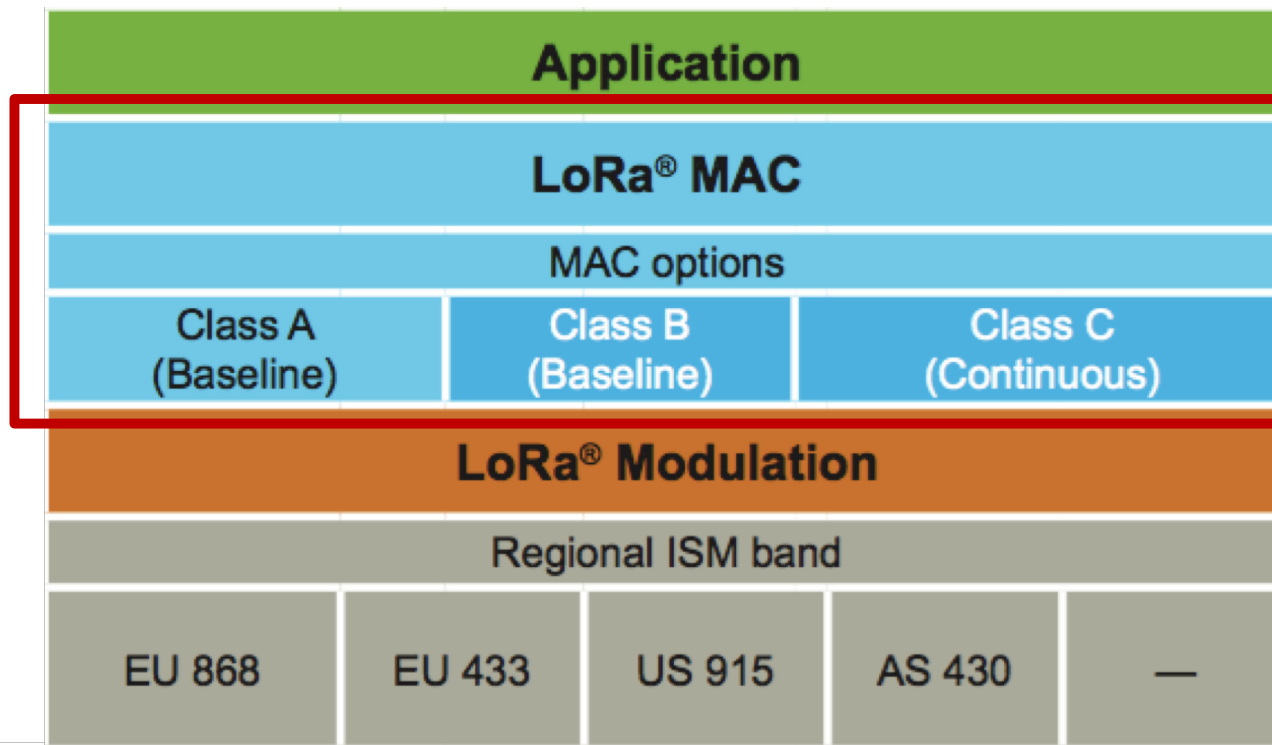 Application
LoRa® MAC
MAC options
Class A
(Baseline)
Class B
(Baseline)
Class C
(Continuous)
LoRa® Modulation
Regional ISM band
EU 868
EU 433
US 915
AS 430
—